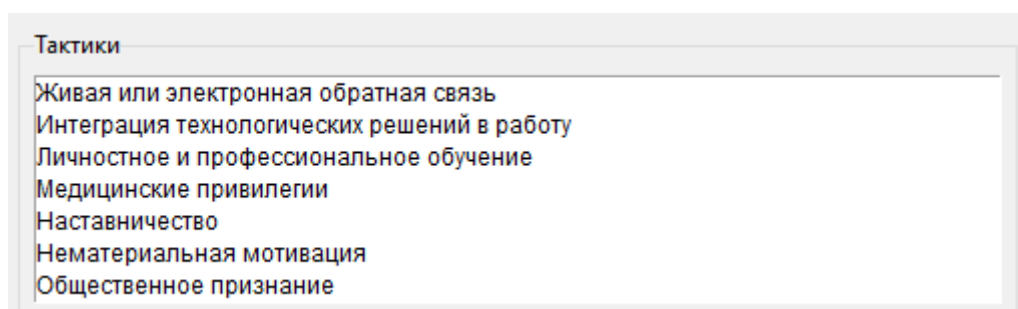 Тактики
Живая или электронная обратная связь
Интеграция технологических решений в работу
Личностное и профессиональное обучение
Медицинские привилегии
Наставничество
Нематериальная мотивация
Общественное признание